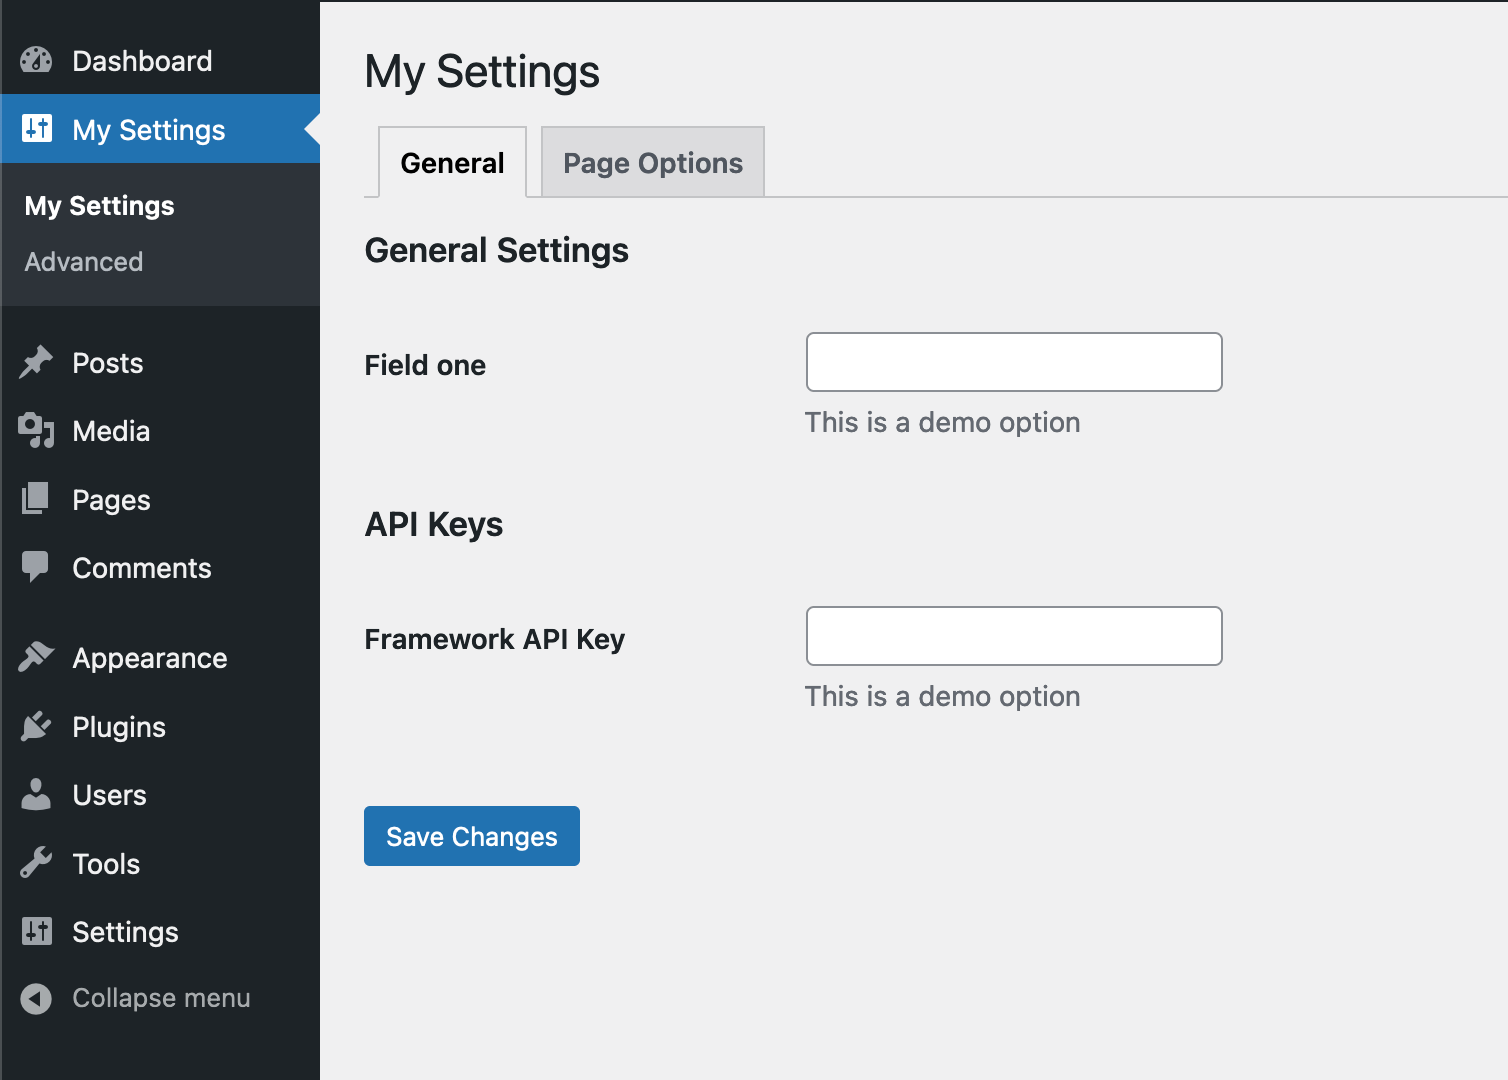 Dashboard
My Settings
My Settings
Advanced
Posts
Media
Pages
Comments
Appearance
Plugins
Users
Tools
Settings
Collapse menu
My Settings
General
Page Options
General Settings
Field one
This is a demo option
API Keys
Framework API Key
This is a demo option
Save Changes